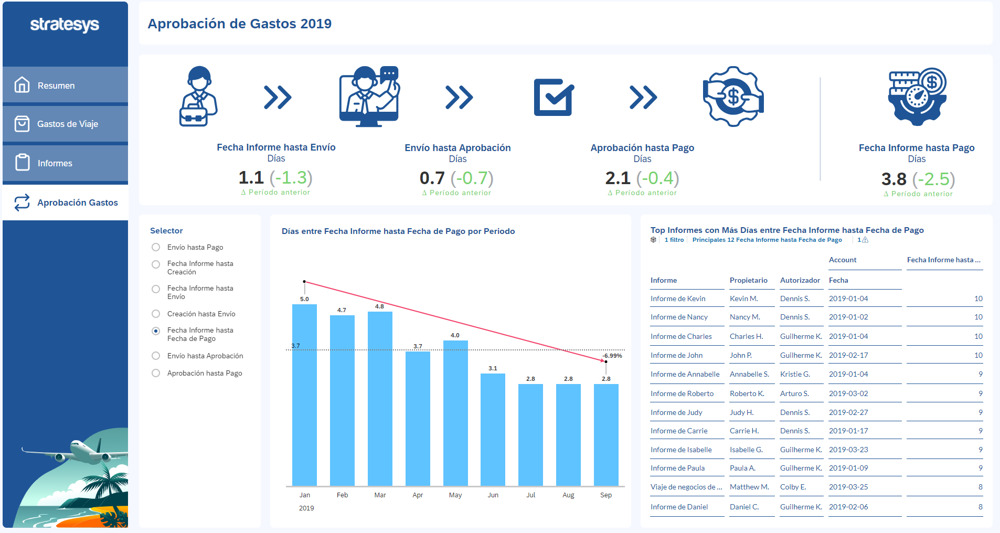 stratesys
Resumen
Gastos de Viaje
Informes
Aprobación Gastos
Aprobación de Gastos 2019
Fecha Informe hasta Envío
Días
1.1 (-1.3)
Δ Período anterior
Envío hasta Aprobación
Días
0.7 (-0.7)
Δ Período anterior
Aprobación hasta Pago
Días
2.1 (-0.4)
Δ Período anterior
Fecha Informe hasta Pago
Días
3.8 (-2.5)
Δ Período anterior
Selector
Envío hasta Pago
Fecha Informe hasta
Creación
Fecha Informe hasta
Envío
Creación hasta Envío
Fecha Informe hasta
Fecha de Pago
Envío hasta Aprobación
Aprobación hasta Pago
Días entre Fecha Informe hasta Fecha de Pago por Periodo
5.0
4.7
4.8
3.7
4.0
3.1
2.8
2.8
2.8
3.7
-6.99%
Jan Feb Mar Apr May Jun Jul Aug Sep
2019
Top Informes con Más Días entre Fecha Informe hasta Fecha de Pago
1 filtro Principales 12 Fecha Informe hasta Fecha de Pago 1
Account Fecha Informe hasta ...
Informe Propietario Autorizador Fecha
Informe de Kevin Kevin M. Dennis S. 2019-01-04 10
Informe de Nancy Nancy M. Dennis S. 2019-01-02 10
Informe de Charles Charles H. Guilherme K. 2019-01-04 10
Informe de John John P. Guilherme K. 2019-02-17 10
Informe de Annabelle Annabelle S. Kristie G. 2019-01-04 9
Informe de Roberto Roberto K. Arturo S. 2019-03-02 9
Informe de Judy Judy H. Dennis S. 2019-02-27 9
Informe de Carrie Carrie H. Dennis S. 2019-01-17 9
Informe de Isabelle Isabelle G. Guilherme K. 2019-03-23 9
Informe de Paula Paula A. Guilherme K. 2019-01-09 9
Viaje de negocios de ... Matthew M. Colby E. 2019-03-25 8
Informe de Daniel Daniel C. Guilherme K. 2019-02-06 8